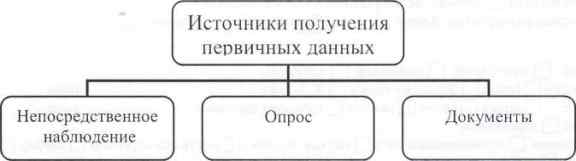 Источники получения
первичных данных
Непосредственное
наблюдение
Опрос
Документы